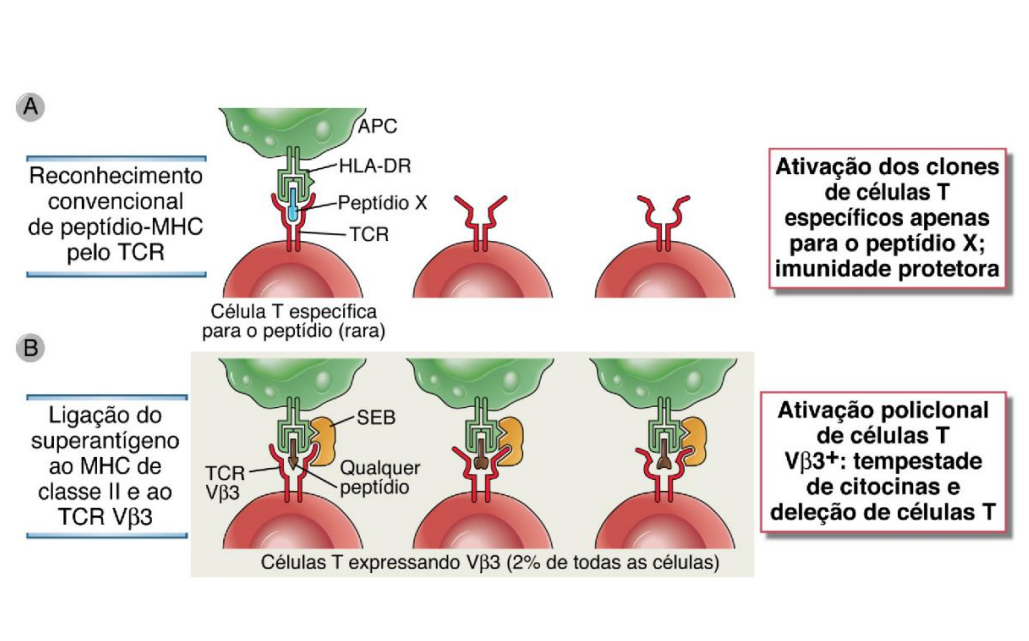 A
Reconhecimento
convencional
de peptídio-MHC
pelo TCR
APC
HLA-DR
Peptídio X
TCR
Célula T específica
para o peptídio (rara)
Ativação dos clones
de células T
específicos apenas
para o peptídio X;
imunidade protetora
B
Ligação do
superantígeno
ao MHC de
classe II e ao
TCR Vβ3
SEB
TCR
Vβ3
Qualquer
peptídio
Células T expressando Vβ3 (2% de todas as células)
Ativação policlonal
de células T
Vβ3+: tempestade
de citocinas e
deleção de células T